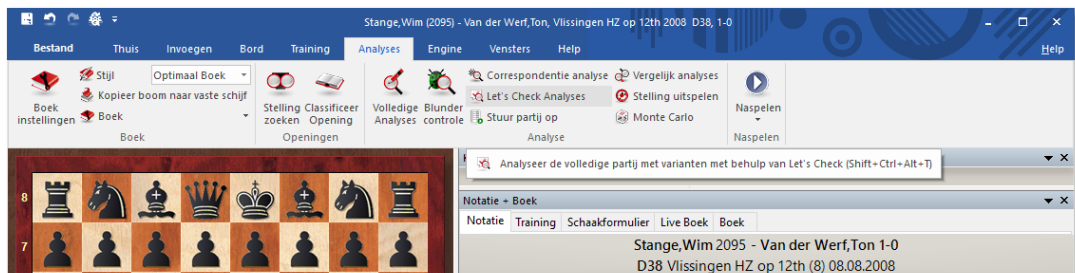 Stange,Wim (2095) - Van der Werf,Ton, Vlissingen HZ op 12th 2008 D38, 1-0
Bestand Thuis Invoegen Bord Training Analyses Engine Vensters Help Help
Boek instellingen
Stijl Optimaal Boek
Kopieer boom naar vaste schijf
Boek
Boek
Stelling zoeken
Classificeer Opening
Openingen
Volledige Analyses
Blunder controle
Correspondentie analyse
Let's Check Analyses
Stuur partij op
Vergelijk analyses
Stelling uitspelen
Monte Carlo
Analyse
Naspelen
Naspelen
Analyseer de volledige partij met varianten met behulp van Let's Check (Shift+Ctrl+Alt+T)
Notatie + Boek
Notatie Training Schaakformulier Live Boek Boek
Stange,Wim 2095 - Van der Werf,Ton 1-0
D38 Vlissingen HZ op 12th (8) 08.08.2008
8
7